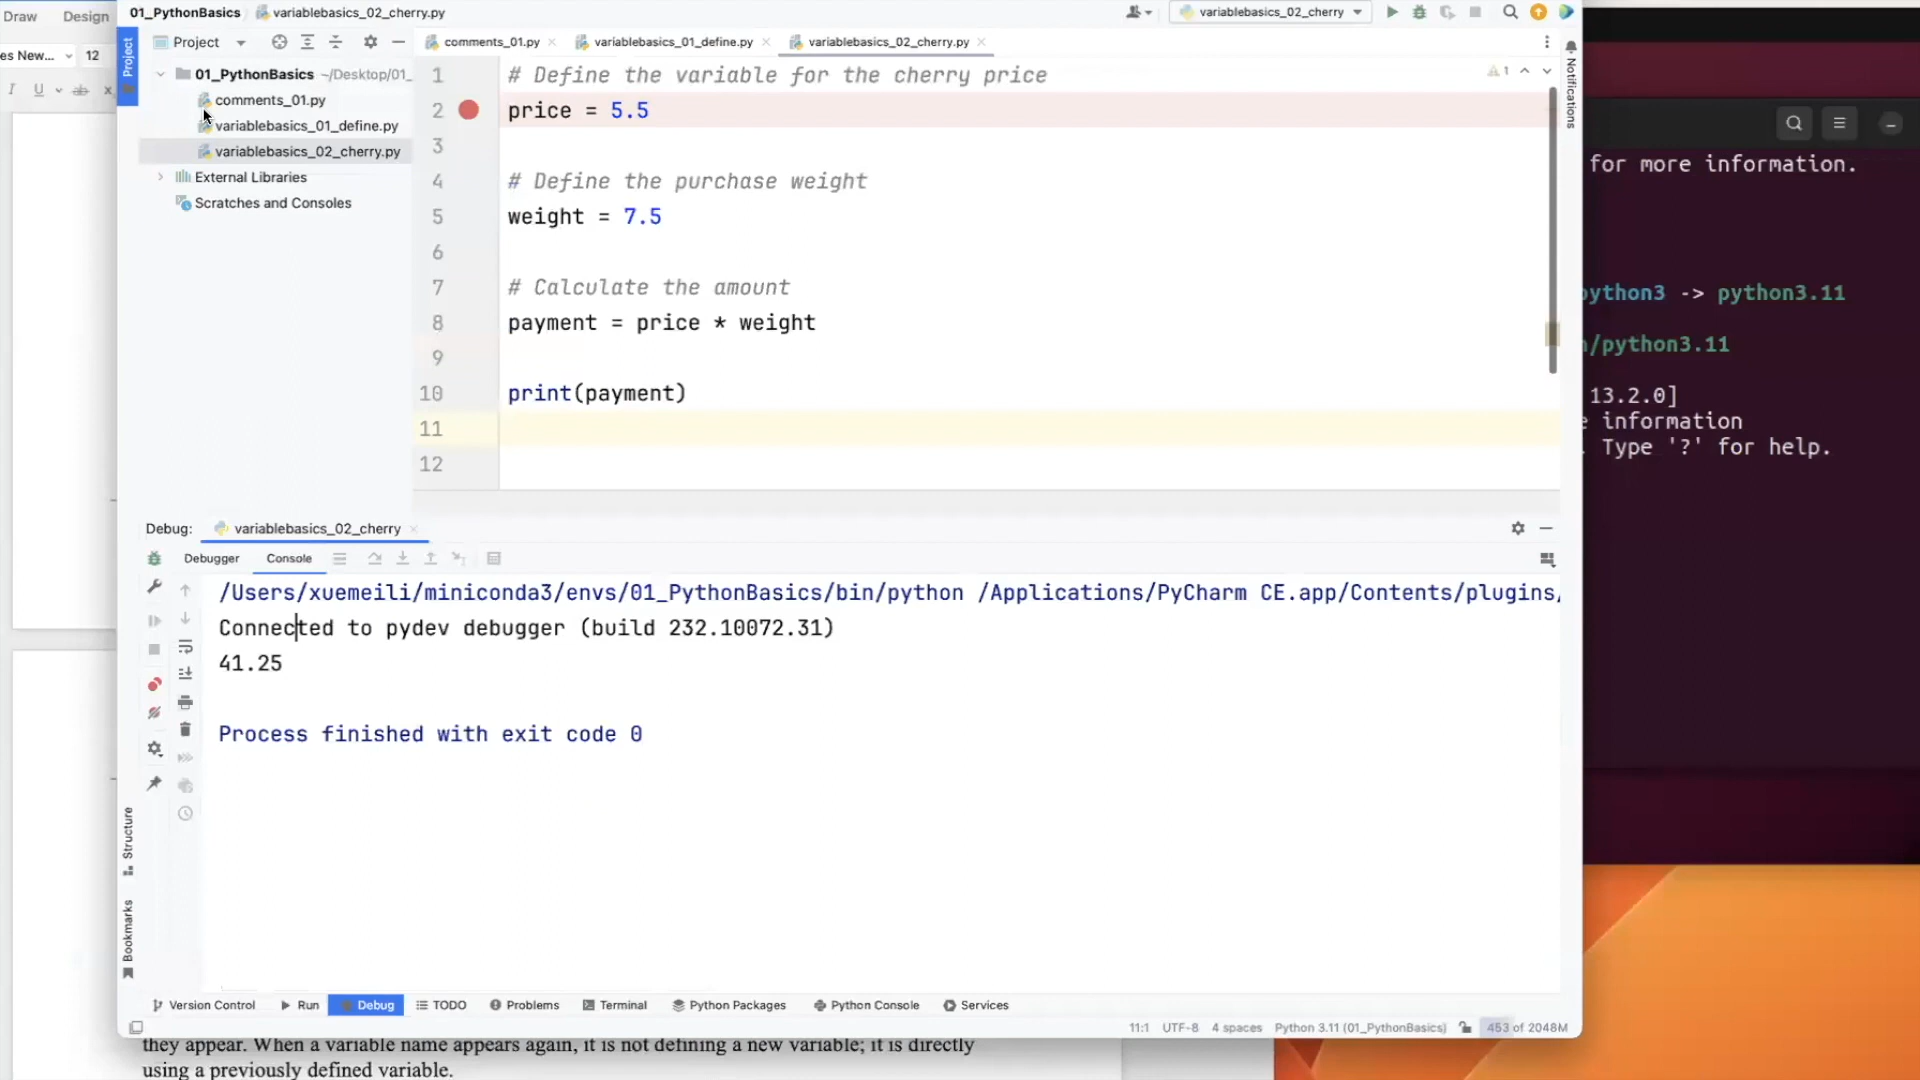 Draw Design
01_PythonBasics variablebasics_02_cherry.py
variablebasics_02_cherry
es New... 12
I U ab x
Project
Project
comments_01.py
variablebasics_01_define.py
variablebasics_02_cherry.py
01_PythonBasics ~/Desktop/01_
comments_01.py
variablebasics_01_define.py
variablebasics_02_cherry.py
External Libraries
Scratches and Consoles
1 # Define the variable for the cherry price
2 price = 5.5
3
4 # Define the purchase weight
5 weight = 7.5
6
7 # Calculate the amount
8 payment = price * weight
9
10 print(payment)
11
12
1
Notifications
for more information.
python3 -> python3.11
/python3.11
13.2.0]
e information
. Type '?' for help.
Debug: variablebasics_02_cherry
Debugger Console
/Users/xuemeili/miniconda3/envs/01_PythonBasics/bin/python /Applications/PyCharm CE.app/Contents/plugins/
Connected to pydev debugger (build 232.10072.31)
41.25
Process finished with exit code 0
Structure
Bookmarks
Version Control Run Debug TODO Problems Terminal Python Packages Python Console Services
11:1 UTF-8 4 spaces Python 3.11 (01_PythonBasics) 453 of 2048M
they appear. When a variable name appears again, it is not defining a new variable; it is directly
using a previously defined variable.